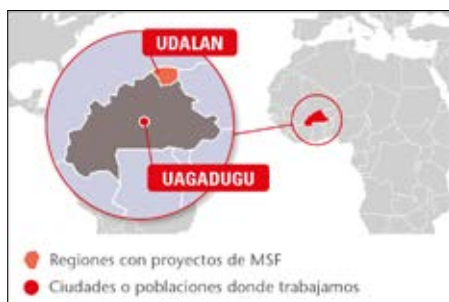 UDALAN
UAGADUGU
Regiones con proyectos de MSF
Ciudades o poblaciones donde trabajamos